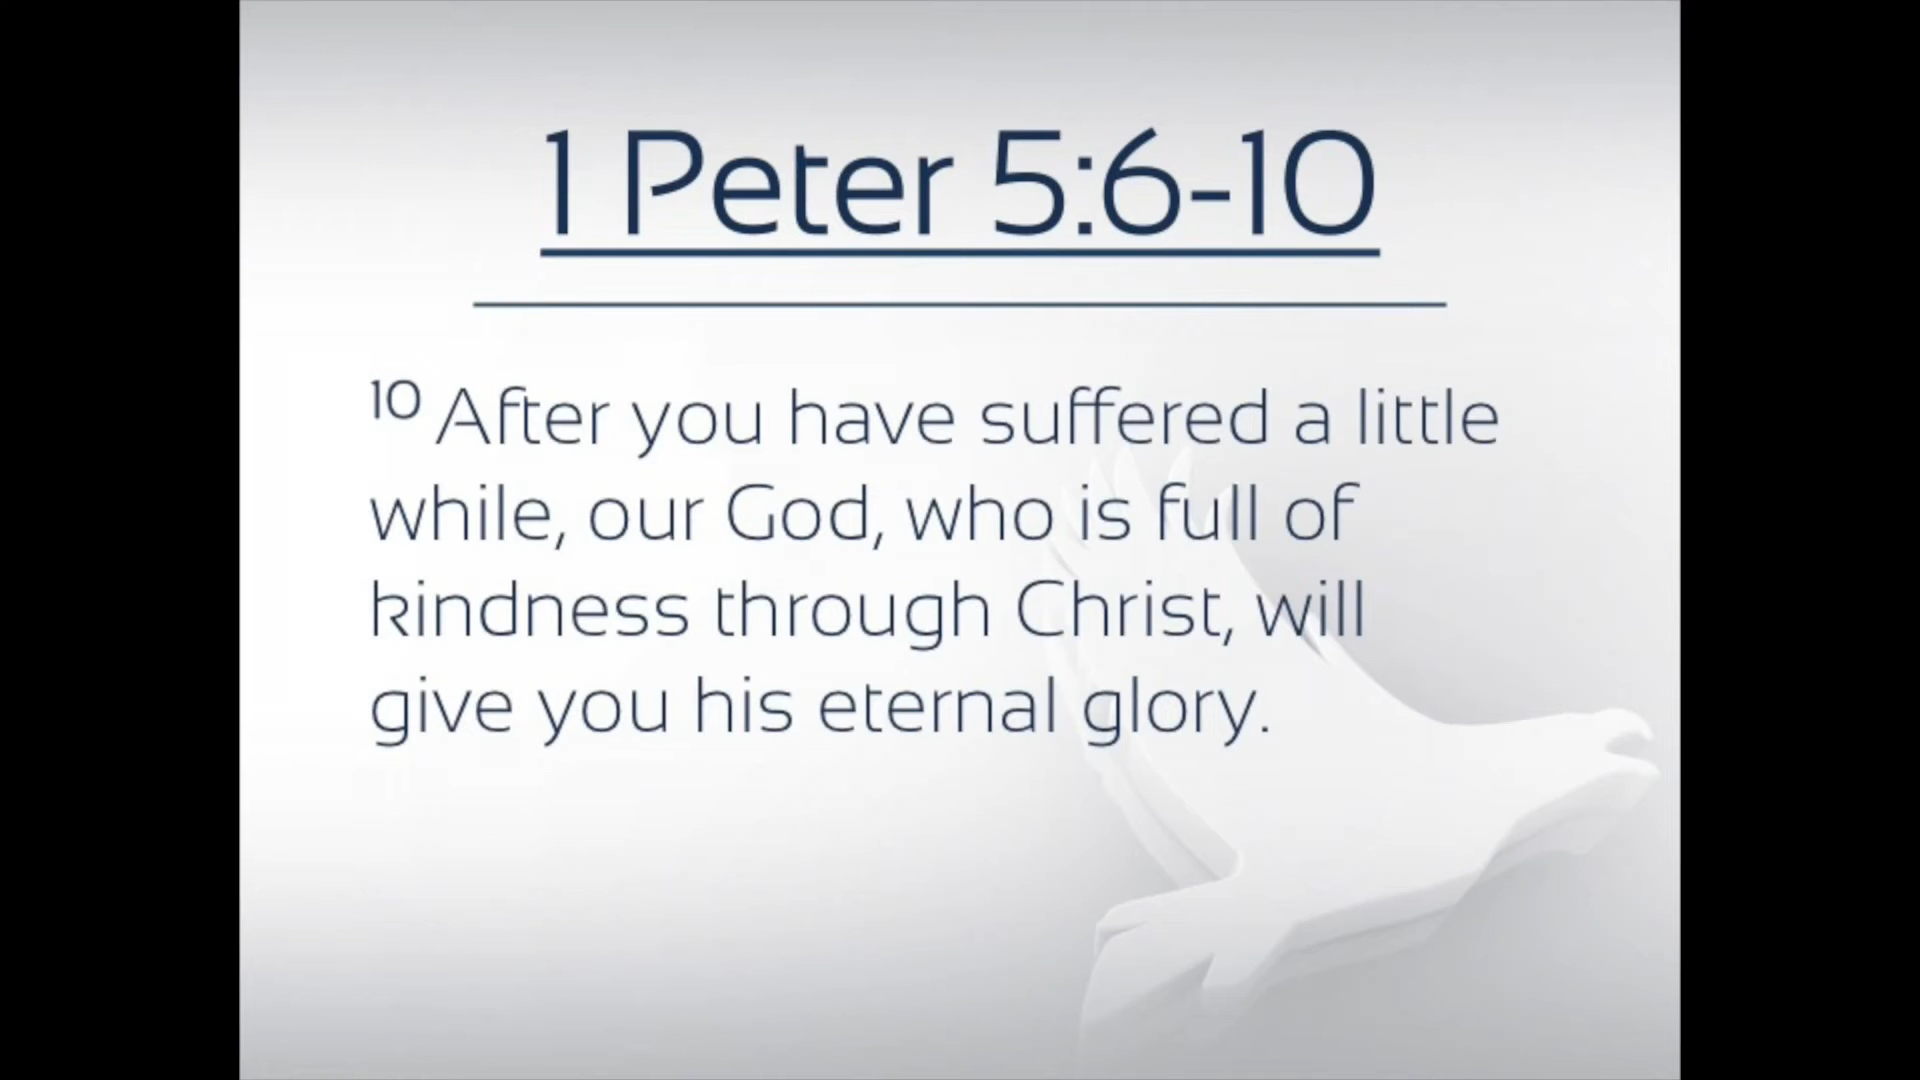 1 Peter 5:6-10
10 After you have suffered a little
while, our God, who is full of
kindness through Christ, will
give you his eternal glory.